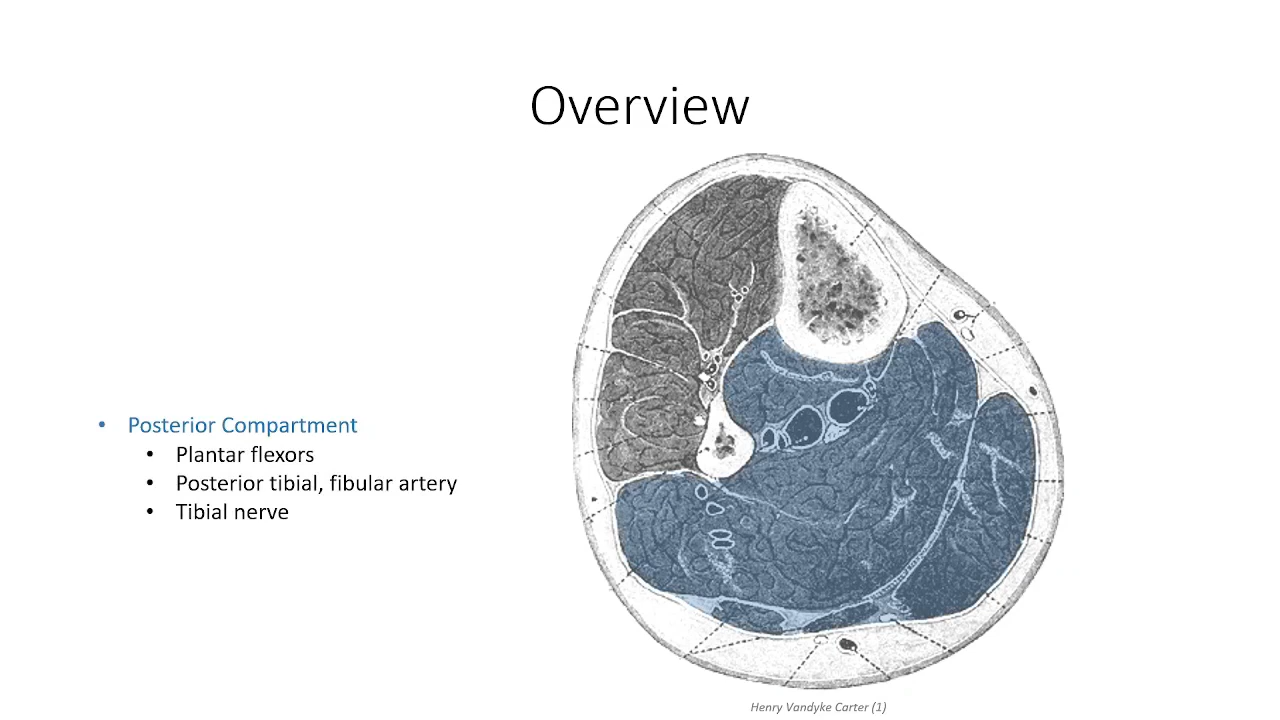 Overview
• Posterior Compartment
• Plantar flexors
• Posterior tibial, fibular artery
• Tibial nerve
Henry Vandyke Carter (1)